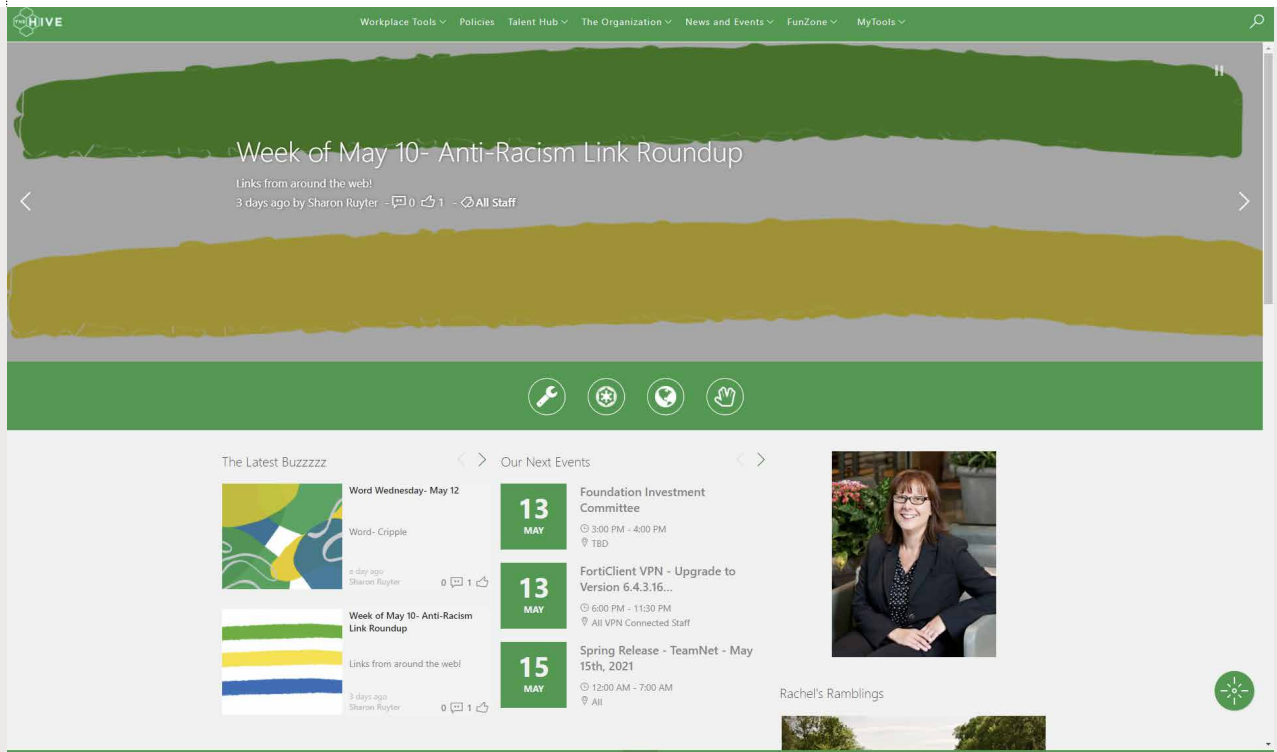 THE HIVE
Workplace Tools Policies Talent Hub The Organization News and Events FunZone MyTools
Week of May 10- Anti-Racism Link Roundup
Links from around the web!
3 days ago by Sharon Ruyter - 0 1 - All Staff
The Latest Buzzzzz
Word Wednesday- May 12
Word- Cripple
a day ago
Sharon Ruyter 0 1
Week of May 10- Anti-Racism
Link Roundup
Links from around the web!
3 days ago
Sharon Ruyter 0 1
Our Next Events
13
MAY
Foundation Investment
Committee
3:00 PM - 4:00 PM
TBD
13
MAY
FortiClient VPN - Upgrade to
Version 6.4.3.16...
6:00 PM - 11:30 PM
All VPN Connected Staff
15
MAY
Spring Release - TeamNet - May
15th, 2021
12:00 AM - 7:00 AM
All
Rachel's Ramblings